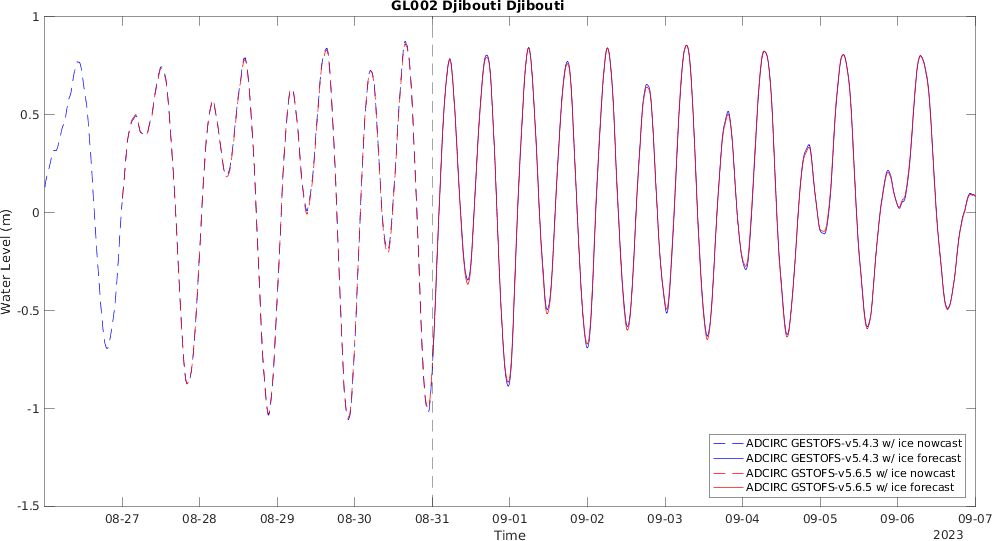 GL002 Djibouti Djibouti
1
0.5
0
-0.5
-1
-1.5
Water Level (m)
ADCIRC GESTOFS-v5.4.3 w/ ice nowcast
ADCIRC GESTOFS-v5.4.3 w/ ice forecast
ADCIRC GSTOFS-v5.6.5 w/ ice nowcast
ADCIRC GSTOFS-v5.6.5 w/ ice forecast
08-27 08-28 08-29 08-30 08-31 09-01 09-02 09-03 09-04 09-05 09-06 09-07
Time
2023